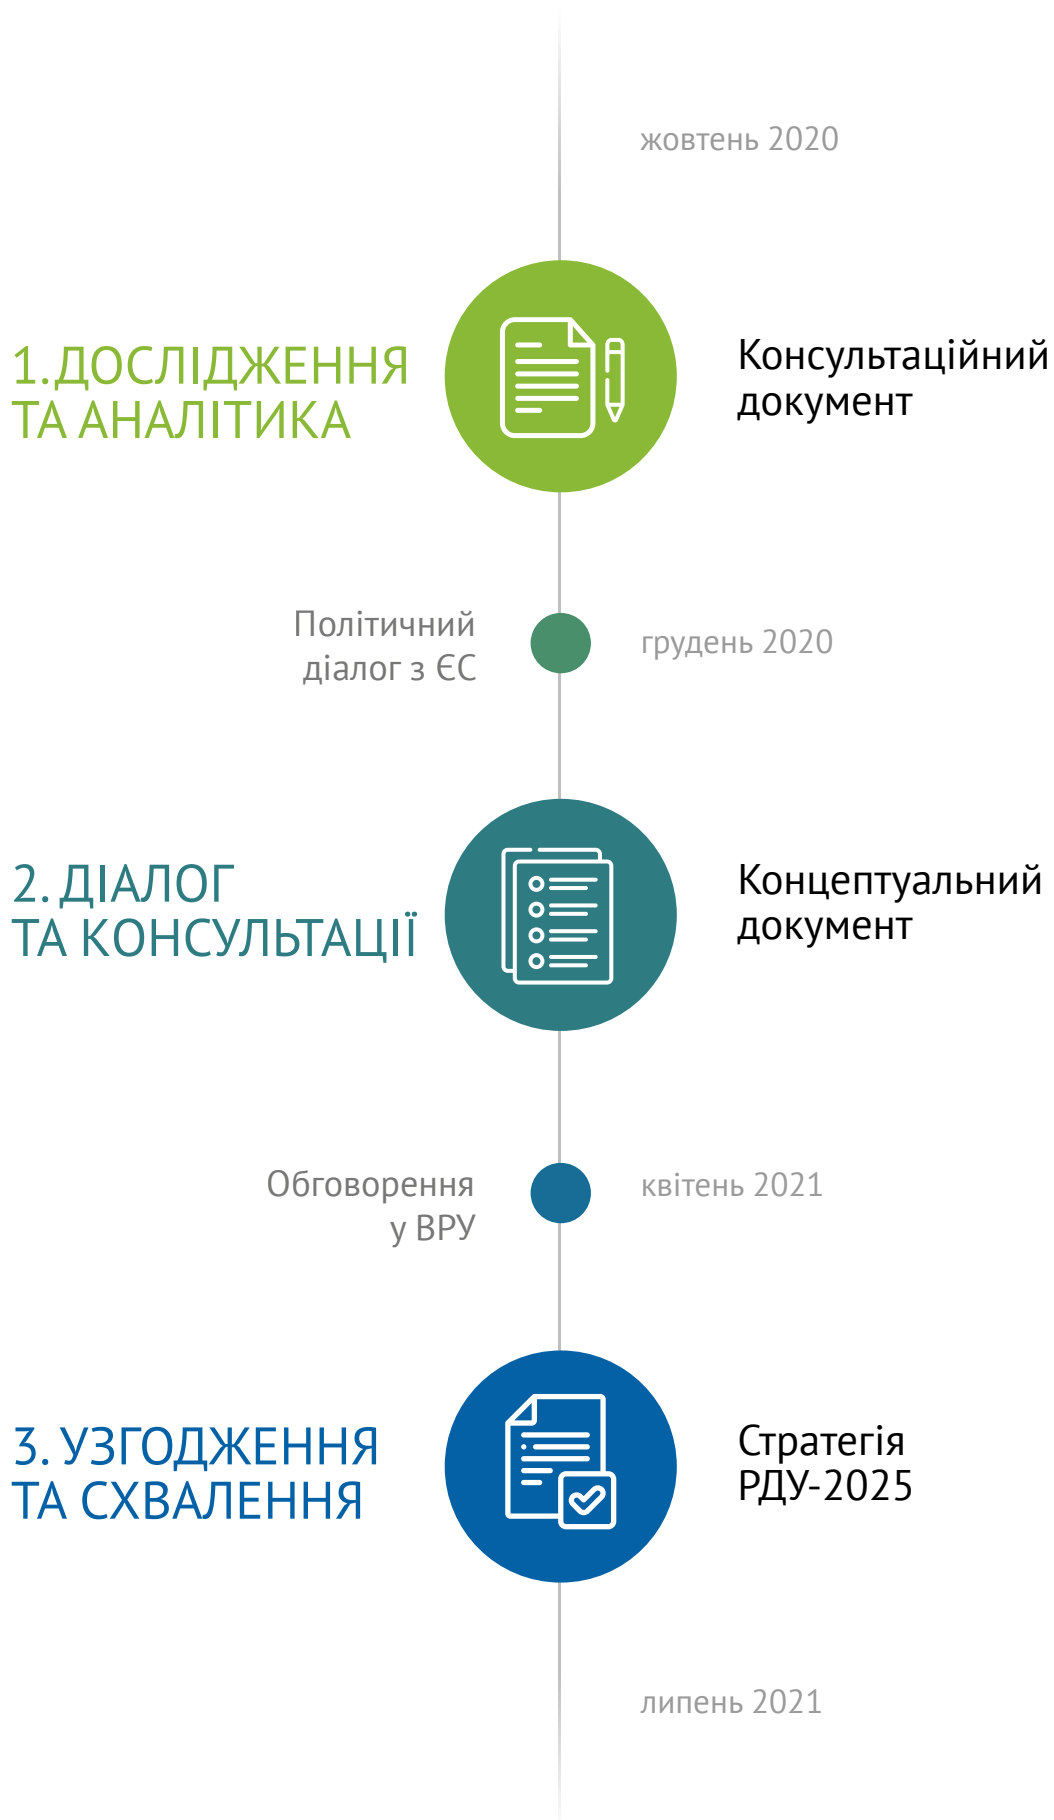 жовтень 2020
1. ДОСЛІДЖЕННЯ
ТА АНАЛІТИКА
Консультаційний
документ
Політичний
діалог з ЄС
грудень 2020
2. ДІАЛОГ
ТА КОНСУЛЬТАЦІЇ
Концептуальний
документ
Обговорення
у ВРУ
квітень 2021
3. УЗГОДЖЕННЯ
ТА СХВАЛЕННЯ
Стратегія
РДУ-2025
липень 2021